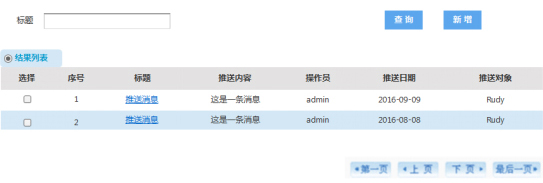 标题 查 询 新 增
结果列表
选择 序号 标题 推送内容 操作员 推送日期 推送对象
1 推送消息 这是一条消息 admin 2016-09-09 Rudy
2 推送消息 这是一条消息 admin 2016-08-08 Rudy
第一页 上 页 下 页 最后一页